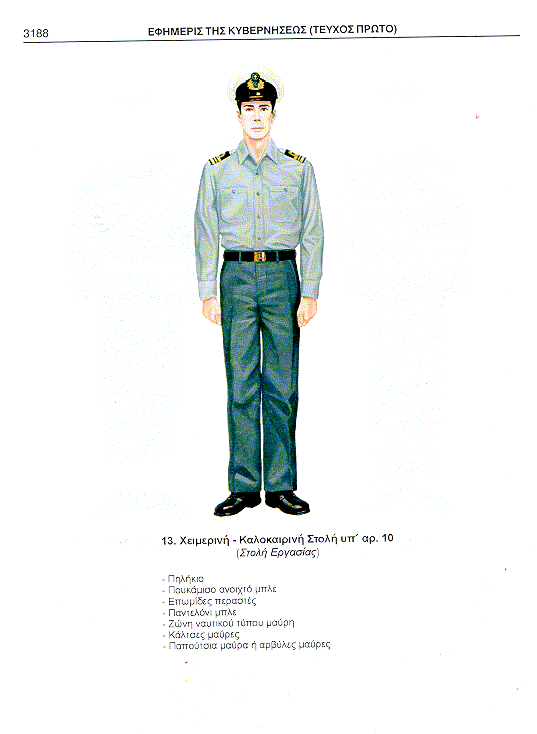 3188
ΕΦΗΜΕΡΙΣ ΤΗΣ ΚΥΒΕΡΝΗΣΕΩΣ (ΤΕΥΧΟΣ ΠΡΩΤΟ)
13. Χειμερινή - Καλοκαιρινή Στολή υπ΄ αρ. 10
(Στολή Εργασίας)
- Πηλήκιο
- Πουκάμισο ανοιχτό μπλε
- Επωμίδες περαστές
- Παντελόνι μπλε
- Ζώνη ναυτικού τύπου μαύρη
- Κάλτσες μαύρες
- Παπούτσια μαύρα ή αρβύλες μαύρες